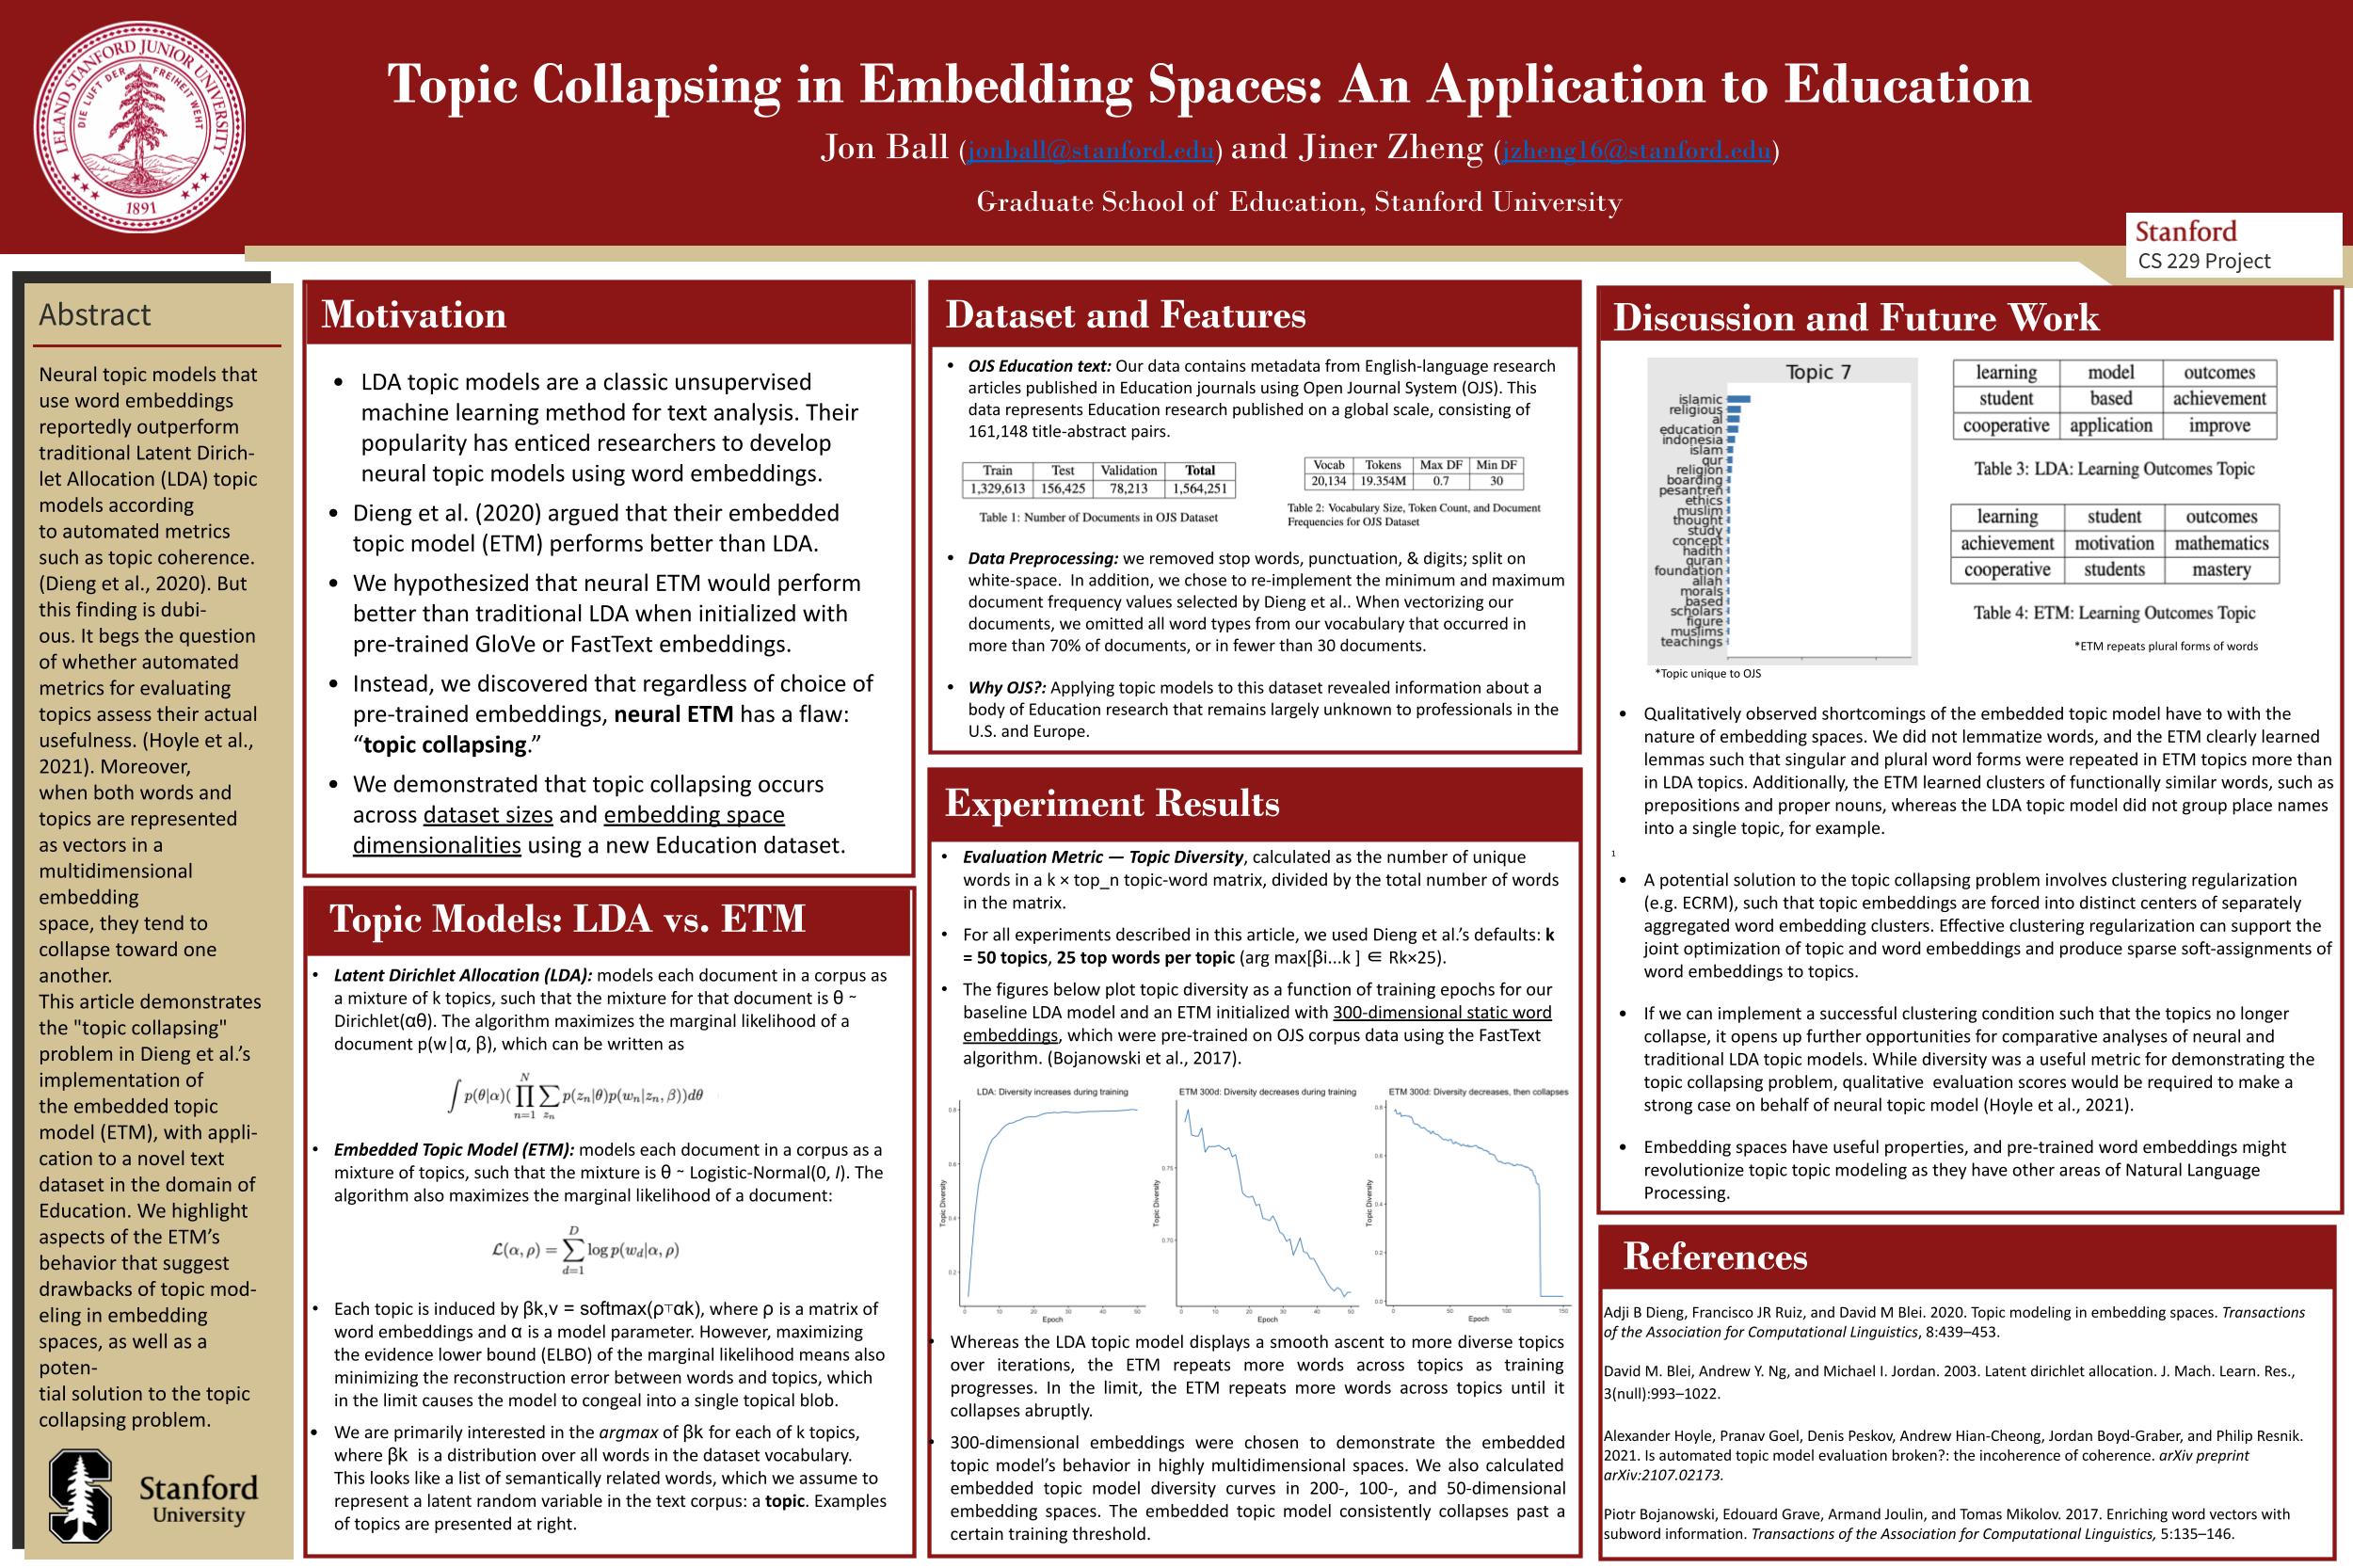 LELAND STANFORD JUNIOR UNIVERSITY
DIE LUFT DER FREIHEIT WEHT
1891
Topic Collapsing in Embedding Spaces: An Application to Education
Jon Ball (jonball@stanford.edu) and Jiner Zheng (jzheng16@stanford.edu)
Graduate School of Education, Stanford University
Stanford
CS 229 Project
Abstract
Neural topic models that
use word embeddings
reportedly outperform
traditional Latent Dirich-
let Allocation (LDA) topic
models according
to automated metrics
such as topic coherence.
(Dieng et al., 2020). But
this finding is dubi-
ous. It begs the question
of whether automated
metrics for evaluating
topics assess their actual
usefulness. (Hoyle et al.,
2021). Moreover,
when both words and
topics are represented
as vectors in a
multidimensional
embedding
space, they tend to
collapse toward one
another.
This article demonstrates
the "topic collapsing"
problem in Dieng et al.’s
implementation of
the embedded topic
model (ETM), with appli-
cation to a novel text
dataset in the domain of
Education. We highlight
aspects of the ETM’s
behavior that suggest
drawbacks of topic mod-
eling in embedding
spaces, as well as a
poten-
tial solution to the topic
collapsing problem.
Stanford
University
Motivation
• LDA topic models are a classic unsupervised
machine learning method for text analysis. Their
popularity has enticed researchers to develop
neural topic models using word embeddings.
• Dieng et al. (2020) argued that their embedded
topic model (ETM) performs better than LDA.
• We hypothesized that neural ETM would perform
better than traditional LDA when initialized with
pre-trained GloVe or FastText embeddings.
• Instead, we discovered that regardless of choice of
pre-trained embeddings, neural ETM has a flaw:
“topic collapsing.”
• We demonstrated that topic collapsing occurs
across dataset sizes and embedding space
dimensionalities using a new Education dataset.
Topic Models: LDA vs. ETM
• Latent Dirichlet Allocation (LDA): models each document in a corpus as
a mixture of k topics, such that the mixture for that document is θ ~
Dirichlet(αθ). The algorithm maximizes the marginal likelihood of a
document p(w|α, β), which can be written as
∫ p(θ|α)( ∏_{n=1}^{N} ∑_{z_n} p(z_n|θ)p(w_n|z_n, β))dθ
• Embedded Topic Model (ETM): models each document in a corpus as a
mixture of topics, such that the mixture is θ ~ Logistic-Normal(0, I). The
algorithm also maximizes the marginal likelihood of a document:
ℒ(α, ρ) = ∑_{d=1}^{D} log p(w_d|α, ρ)
• Each topic is induced by βk,v = softmax(ρ⊤αk), where ρ is a matrix of
word embeddings and α is a model parameter. However, maximizing
the evidence lower bound (ELBO) of the marginal likelihood means also
minimizing the reconstruction error between words and topics, which
in the limit causes the model to congeal into a single topical blob.
• We are primarily interested in the argmax of βk for each of k topics,
where βk is a distribution over all words in the dataset vocabulary.
This looks like a list of semantically related words, which we assume to
represent a latent random variable in the text corpus: a topic. Examples
of topics are presented at right.
Dataset and Features
• OJS Education text: Our data contains metadata from English-language research
articles published in Education journals using Open Journal System (OJS). This
data represents Education research published on a global scale, consisting of
161,148 title-abstract pairs.
Train Test Validation Total
1,329,613 156,425 78,213 1,564,251
Table 1: Number of Documents in OJS Dataset
Vocab Tokens Max DF Min DF
20,134 19.354M 0.7 30
Table 2: Vocabulary Size, Token Count, and Document
Frequencies for OJS Dataset
• Data Preprocessing: we removed stop words, punctuation, & digits; split on
white-space. In addition, we chose to re-implement the minimum and maximum
document frequency values selected by Dieng et al.. When vectorizing our
documents, we omitted all word types from our vocabulary that occurred in
more than 70% of documents, or in fewer than 30 documents.
• Why OJS?: Applying topic models to this dataset revealed information about a
body of Education research that remains largely unknown to professionals in the
U.S. and Europe.
Experiment Results
• Evaluation Metric — Topic Diversity, calculated as the number of unique
words in a k × top_n topic-word matrix, divided by the total number of words
in the matrix.
• For all experiments described in this article, we used Dieng et al.’s defaults: k
= 50 topics, 25 top words per topic (arg max[βi...k ] ∈ Rk×25).
• The figures below plot topic diversity as a function of training epochs for our
baseline LDA model and an ETM initialized with 300-dimensional static word
embeddings, which were pre-trained on OJS corpus data using the FastText
algorithm. (Bojanowski et al., 2017).
LDA: Diversity increases during training
Topic Diversity
0.8
0.6
0.4
0.2
0 10 20 30 40 50
Epoch
ETM 300d: Diversity decreases during training
Topic Diversity
0.75
0.70
0 10 20 30 40 50
Epoch
ETM 300d: Diversity decreases, then collapses
Topic Diversity
0.8
0.6
0.4
0.2
0.0
0 50 100 150
Epoch
• Whereas the LDA topic model displays a smooth ascent to more diverse topics
over iterations, the ETM repeats more words across topics as training
progresses. In the limit, the ETM repeats more words across topics until it
collapses abruptly.
• 300-dimensional embeddings were chosen to demonstrate the embedded
topic model’s behavior in highly multidimensional spaces. We also calculated
embedded topic model diversity curves in 200-, 100-, and 50-dimensional
embedding spaces. The embedded topic model consistently collapses past a
certain training threshold.
Discussion and Future Work
Topic 7
islamic
religious
al
education
indonesia
islam
qur
religion
boarding
pesantren
ethics
muslim
thought
study
concept
hadith
quran
foundation
allah
morals
based
scholars
figure
muslims
teachings
*Topic unique to OJS
learning model outcomes
student based achievement
cooperative application improve
Table 3: LDA: Learning Outcomes Topic
learning student outcomes
achievement motivation mathematics
cooperative students mastery
Table 4: ETM: Learning Outcomes Topic
*ETM repeats plural forms of words
• Qualitatively observed shortcomings of the embedded topic model have to with the
nature of embedding spaces. We did not lemmatize words, and the ETM clearly learned
lemmas such that singular and plural word forms were repeated in ETM topics more than
in LDA topics. Additionally, the ETM learned clusters of functionally similar words, such as
prepositions and proper nouns, whereas the LDA topic model did not group place names
into a single topic, for example.
1
• A potential solution to the topic collapsing problem involves clustering regularization
(e.g. ECRM), such that topic embeddings are forced into distinct centers of separately
aggregated word embedding clusters. Effective clustering regularization can support the
joint optimization of topic and word embeddings and produce sparse soft-assignments of
word embeddings to topics.
• If we can implement a successful clustering condition such that the topics no longer
collapse, it opens up further opportunities for comparative analyses of neural and
traditional LDA topic models. While diversity was a useful metric for demonstrating the
topic collapsing problem, qualitative evaluation scores would be required to make a
strong case on behalf of neural topic model (Hoyle et al., 2021).
• Embedding spaces have useful properties, and pre-trained word embeddings might
revolutionize topic topic modeling as they have other areas of Natural Language
Processing.
References
Adji B Dieng, Francisco JR Ruiz, and David M Blei. 2020. Topic modeling in embedding spaces. Transactions
of the Association for Computational Linguistics, 8:439–453.
David M. Blei, Andrew Y. Ng, and Michael I. Jordan. 2003. Latent dirichlet allocation. J. Mach. Learn. Res.,
3(null):993–1022.
Alexander Hoyle, Pranav Goel, Denis Peskov, Andrew Hian-Cheong, Jordan Boyd-Graber, and Philip Resnik.
2021. Is automated topic model evaluation broken?: the incoherence of coherence. arXiv preprint
arXiv:2107.02173.
Piotr Bojanowski, Edouard Grave, Armand Joulin, and Tomas Mikolov. 2017. Enriching word vectors with
subword information. Transactions of the Association for Computational Linguistics, 5:135–146.